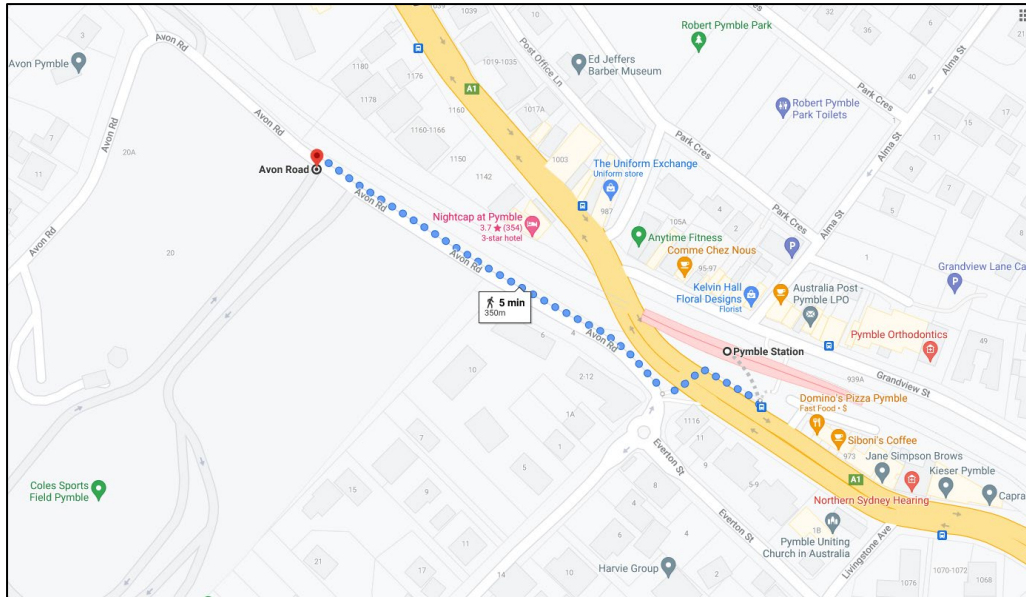 Avon Rd
3
Avon Pymble
Avon Rd
Avon Rd
20A
Avon Road
Avon Rd
20
Avon Rd
1180
1176
1178
A1
1160
1160-1166
1150
1142
1019-1035
10
10
Post Office Ln
1017A
Ed Jeffers
Barber Museum
Robert Pymble Park
26
Alma St
40
Park Cres
Robert Pymble
Park Toilets
11
15
17
Alma St
9
Park Cres
1003
The Uniform Exchange
Uniform store
987
Nightcap at Pymble
3.7 ★ (354)
3-star hotel
Avon Rd
Anytime Fitness
105A
Comme Chez Nous
95-97
Park Cres
Alma St
P
Grandview Lane Ca
P
Kelvin Hall
Floral Designs
Florist
Australia Post -
Pymble LPO
Pymble Orthodontics
49
5 min
350m
6
4
Avon Rd
Pymble Station
Grandview St
939A
10
2-12
1A
Domino's Pizza Pymble
Fast Food • $
Siboni's Coffee
973
1116
11
9
5-9
Jane Simpson Brows
Kieser Pymble
A1
Capra
Northern Sydney Hearing
Everton St
5
1
9
15
Coles Sports
Field Pymble
Pymble Uniting
Church in Australia
1B
Everton St
Livingstone Ave
6
4
21
11
14
17
Harvie Group
8
10
1076
1070-1072
1068